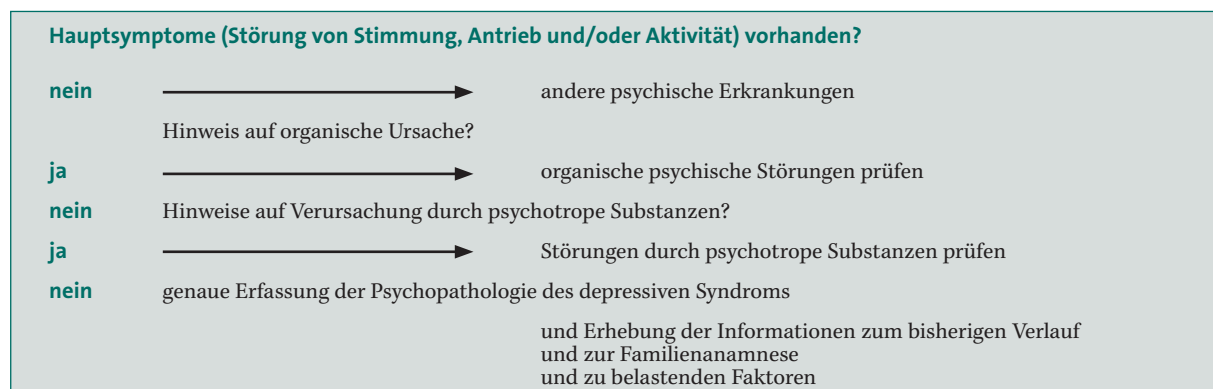 Hauptsymptome (Störung von Stimmung, Antrieb und/oder Aktivität) vorhanden?
nein andere psychische Erkrankungen
Hinweis auf organische Ursache?
ja organische psychische Störungen prüfen
nein Hinweise auf Verursachung durch psychotrope Substanzen?
ja Störungen durch psychotrope Substanzen prüfen
nein genaue Erfassung der Psychopathologie des depressiven Syndroms
und Erhebung der Informationen zum bisherigen Verlauf
und zur Familienanamnese
und zu belastenden Faktoren